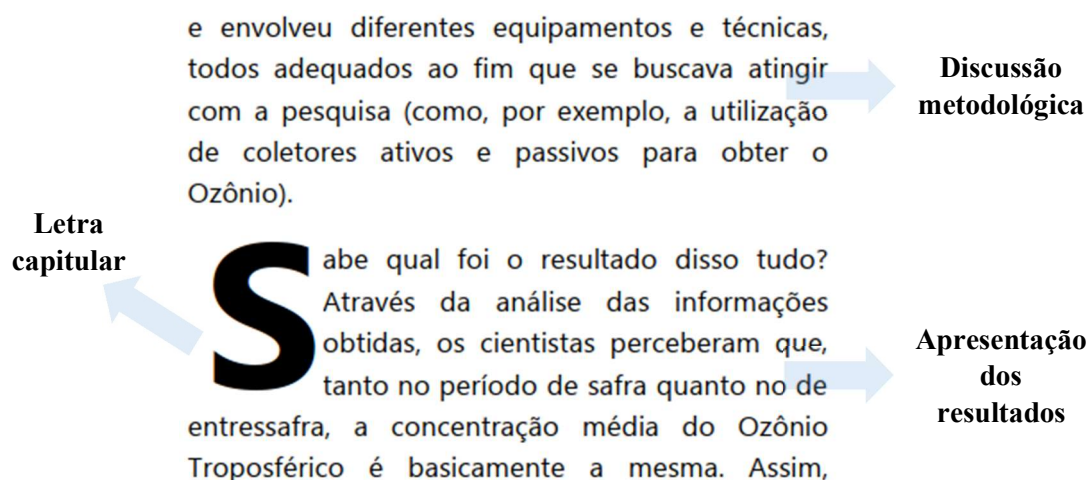 e envolveu diferentes equipamentos e técnicas,
todos adequados ao fim que se buscava atingir
com a pesquisa (como, por exemplo, a utilização
de coletores ativos e passivos para obter o
Ozônio).
Discussão
metodológica
Letra
capitular
Sabe qual foi o resultado disso tudo?
Através da análise das informações
obtidas, os cientistas perceberam que,
tanto no período de safra quanto no de
entressafra, a concentração média do Ozônio
Troposférico é basicamente a mesma. Assim,
Apresentação
dos
resultados